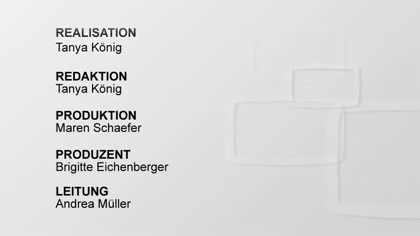 REALISATION
Tanya König
REDAKTION
Tanya König
PRODUKTION
Maren Schaefer
PRODUZENT
Brigitte Eichenberger
LEITUNG
Andrea Müller